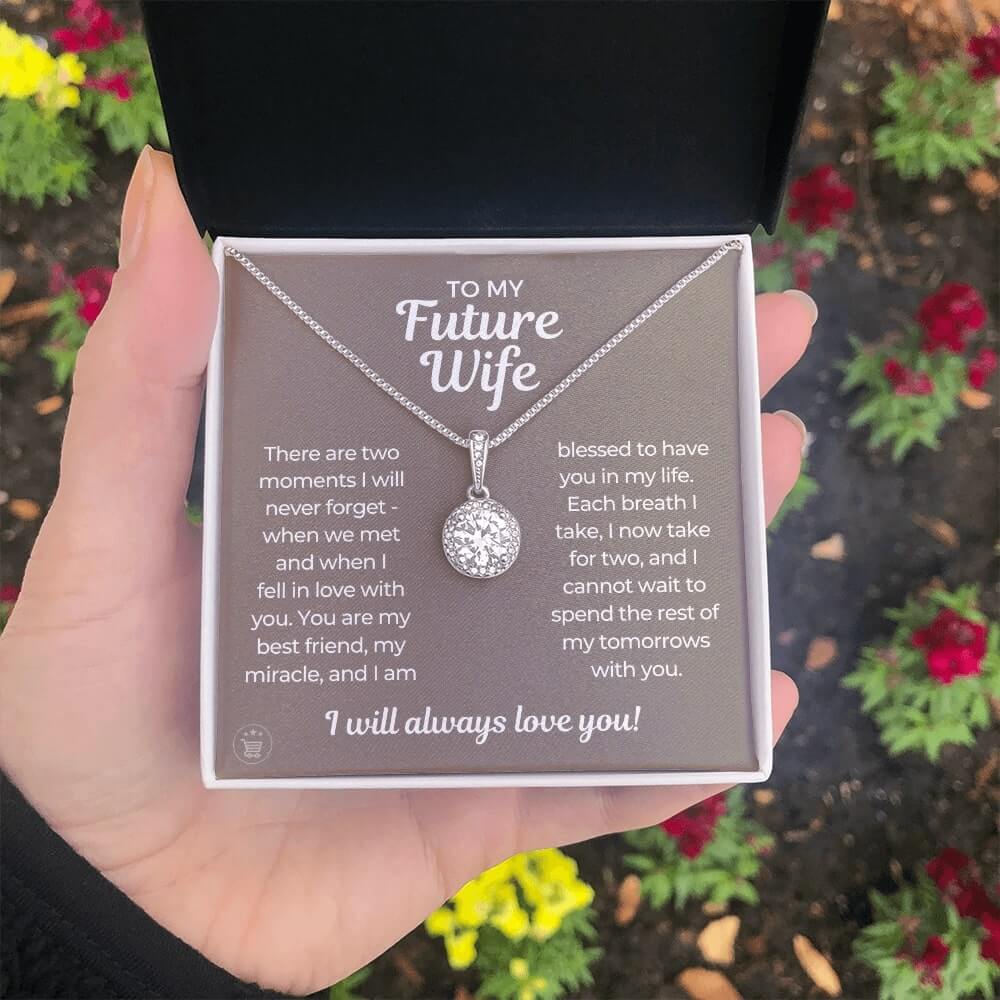 TO MY
Future
Wife
There are two
moments I will
never forget -
when we met
and when I
fell in love with
you. You are my
best friend, my
miracle, and I am
blessed to have
you in my life.
Each breath I
take, I now take
for two, and I
cannot wait to
spend the rest of
my tomorrows
with you.
I will always love you!